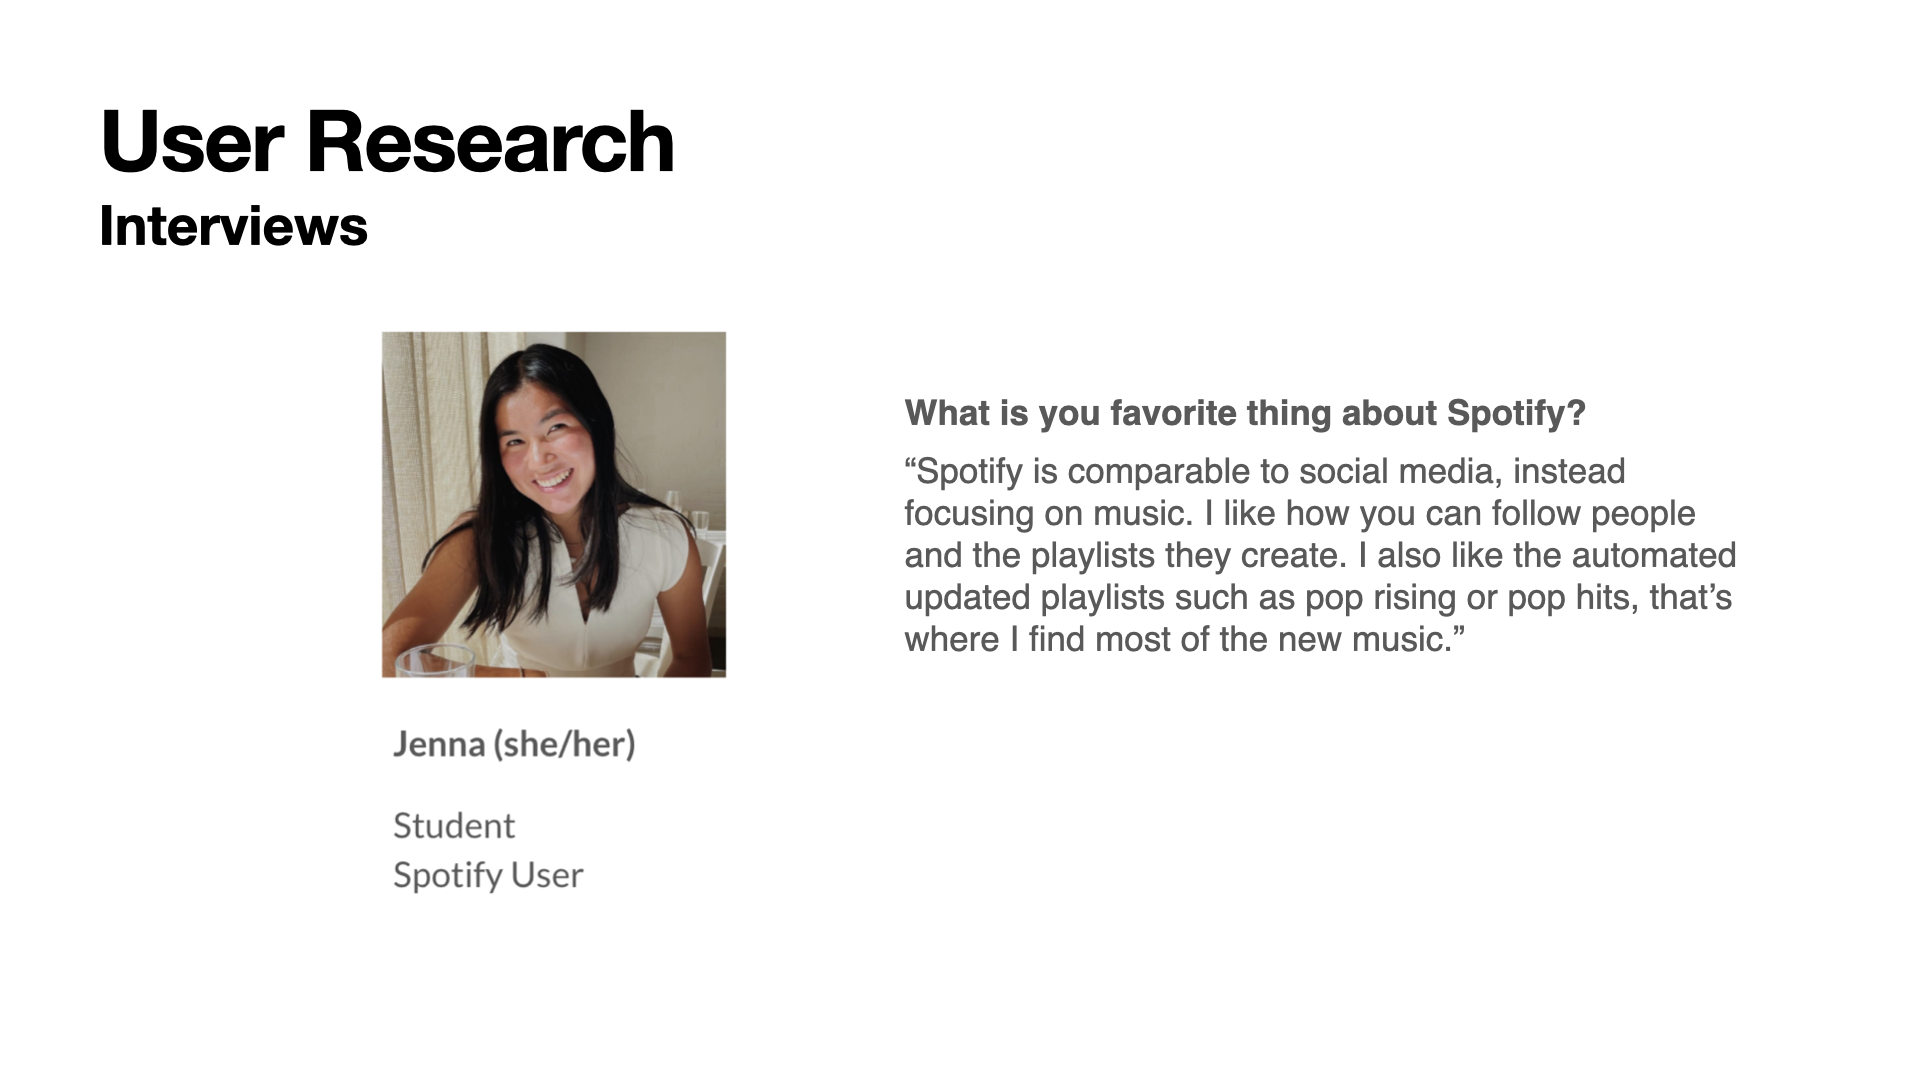 User Research
Interviews
What is you favorite thing about Spotify?
“Spotify is comparable to social media, instead
focusing on music. I like how you can follow people
and the playlists they create. I also like the automated
updated playlists such as pop rising or pop hits, that’s
where I find most of the new music.”
Jenna (she/her)
Student
Spotify User